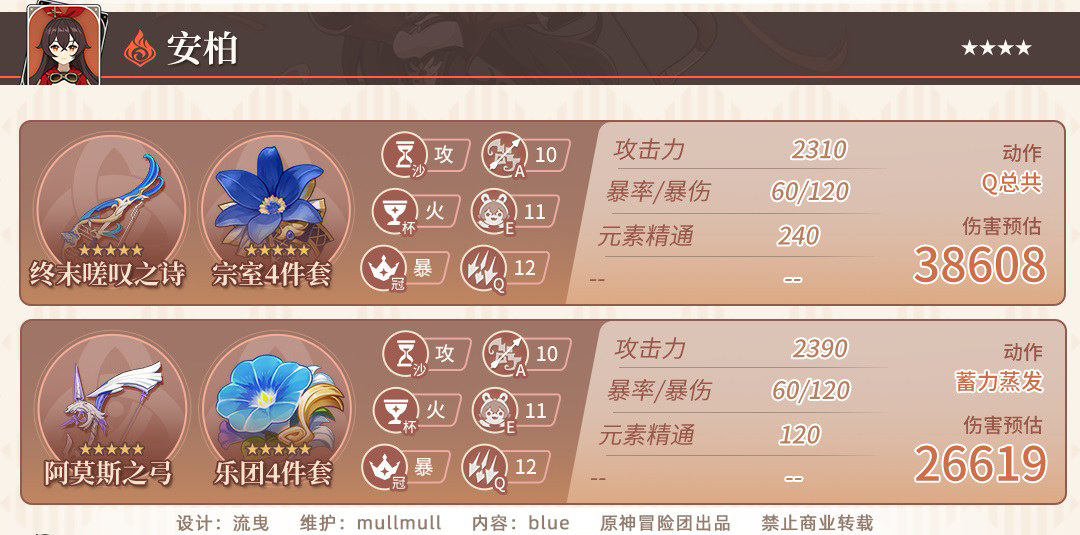 安柏
★★★★
攻 沙
10 A
攻击力 2310
动作
Q总共
火 杯
11 E
暴率/暴伤 60/120
伤害预估
38608
★★★★★
终末嗟叹之诗
★★★★★
宗室4件套
暴 冠
12 Q
元素精通 240
-- --
攻 沙
10 A
攻击力 2390
动作
蓄力蒸发
火 杯
11 E
暴率/暴伤 60/120
伤害预估
26619
★★★★★
阿莫斯之弓
★★★★★
乐团4件套
暴 冠
12 Q
元素精通 120
-- --
设计：流曳 维护：mullmull 内容：blue 原神冒险团出品 禁止商业转载